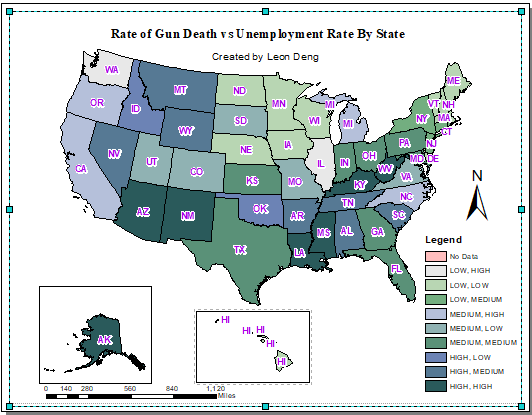 Rate of Gun Death vs Unemployment Rate By State
Created by Leon Deng
WA
MT
ND
MN
ME
OR
ID
SD
WI
MI
VT
NH
WY
MI
NY
MA
CT
NV
NE
IA
PA
NJ
UT
CO
IL
IN
OH
MD
DE
CA
KS
MO
WV
VA
KY
NC
AZ
NM
OK
AR
TN
SC
N
TX
MS
AL
GA
LA
FL
Legend
No Data
LOW, HIGH
LOW, LOW
LOW, MEDIUM
MEDIUM, HIGH
MEDIUM, LOW
MEDIUM, MEDIUM
HIGH, LOW
HIGH, MEDIUM
HIGH, HIGH
AK
HI
HI
HI
HI
HI
0 140 280 560 840 1,120
Miles